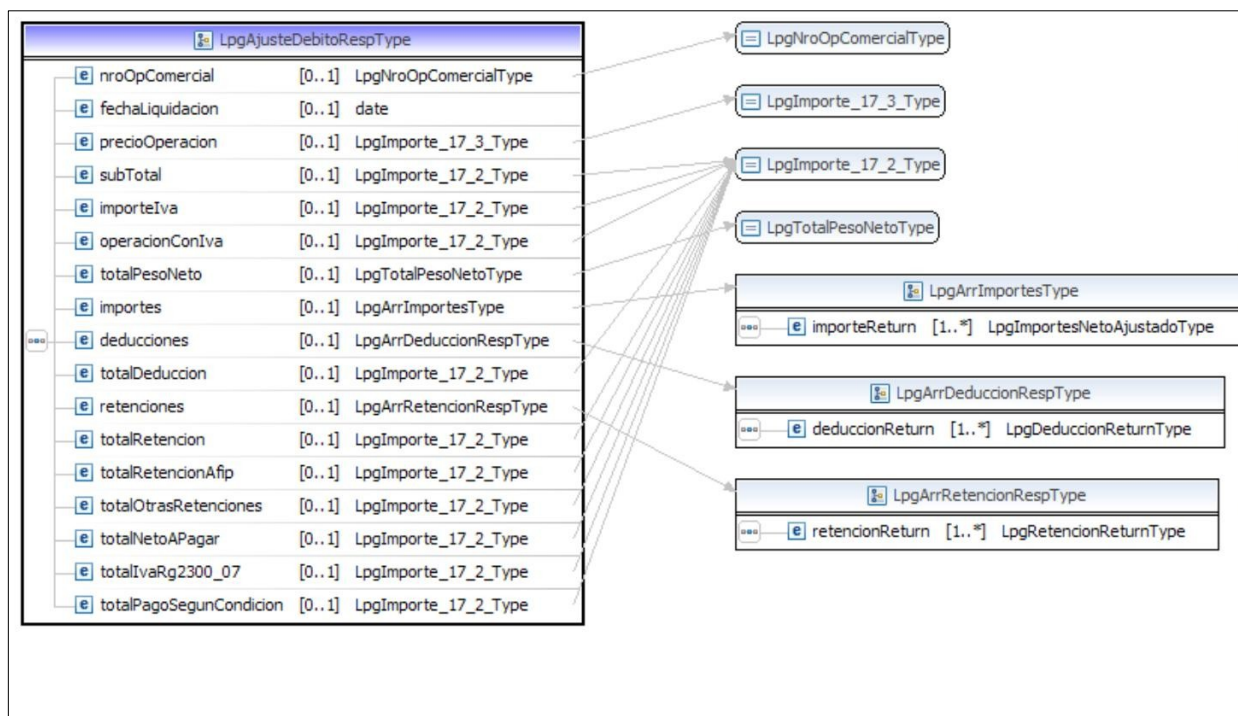 LpgAjusteDebitoRespType
e nroOpComercial [0..1] LpgNroOpComercialType
e fechaLiquidacion [0..1] date
e precioOperacion [0..1] LpgImporte_17_3_Type
e subTotal [0..1] LpgImporte_17_2_Type
e importeIva [0..1] LpgImporte_17_2_Type
e operacionConIva [0..1] LpgImporte_17_2_Type
e totalPesoNeto [0..1] LpgTotalPesoNetoType
e importes [0..1] LpgArrImportesType
e deducciones [0..1] LpgArrDeduccionRespType
e totalDeduccion [0..1] LpgImporte_17_2_Type
e retenciones [0..1] LpgArrRetencionRespType
e totalRetencion [0..1] LpgImporte_17_2_Type
e totalRetencionAfip [0..1] LpgImporte_17_2_Type
e totalOtrasRetenciones [0..1] LpgImporte_17_2_Type
e totalNetoAPagar [0..1] LpgImporte_17_2_Type
e totalIvaRg2300_07 [0..1] LpgImporte_17_2_Type
e totalPagoSegunCondicion [0..1] LpgImporte_17_2_Type
LpgNroOpComercialType
LpgImporte_17_3_Type
LpgImporte_17_2_Type
LpgTotalPesoNetoType
LpgArrImportesType
e importeReturn [1..*] LpgImportesNetoAjustadoType
LpgArrDeduccionRespType
e deduccionReturn [1..*] LpgDeduccionReturnType
LpgArrRetencionRespType
e retencionReturn [1..*] LpgRetencionReturnType